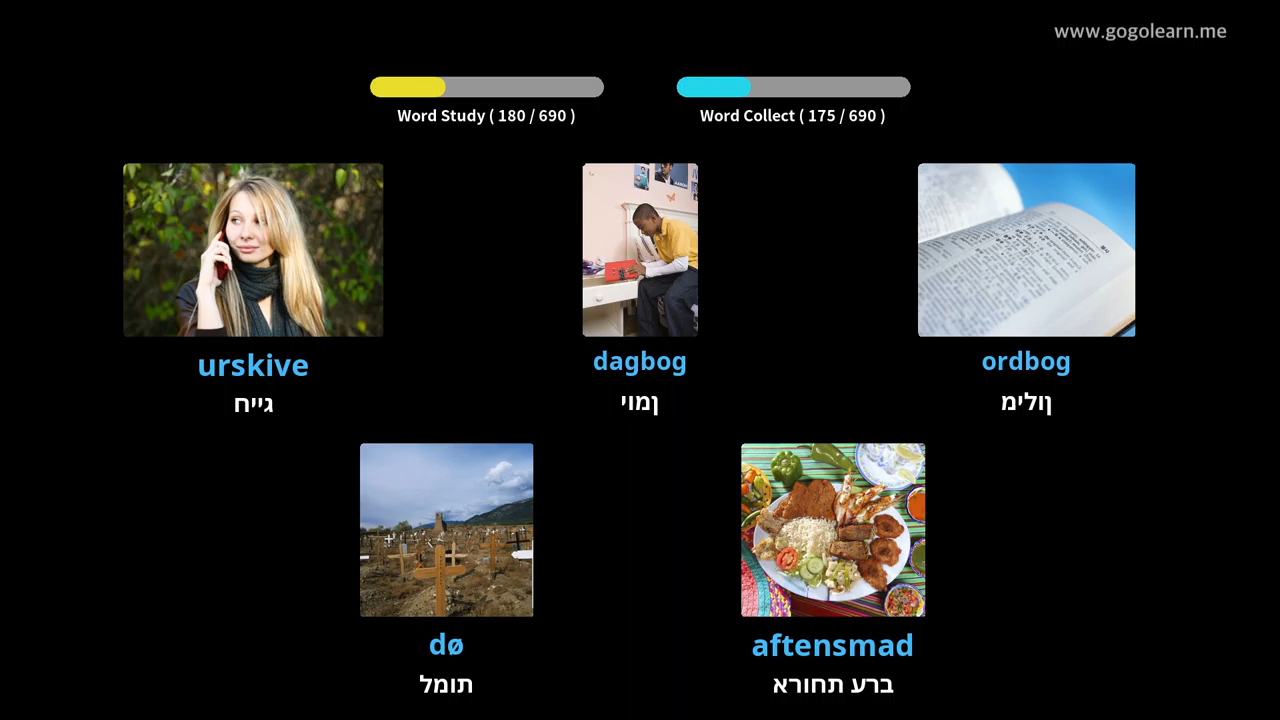 www.gogolearn.me
Word Study ( 180 / 690 )
Word Collect ( 175 / 690 )
urskive
גייח
dagbog
ןמוי
ordbog
ןולימ
dø
תומל
aftensmad
ברע תחורא